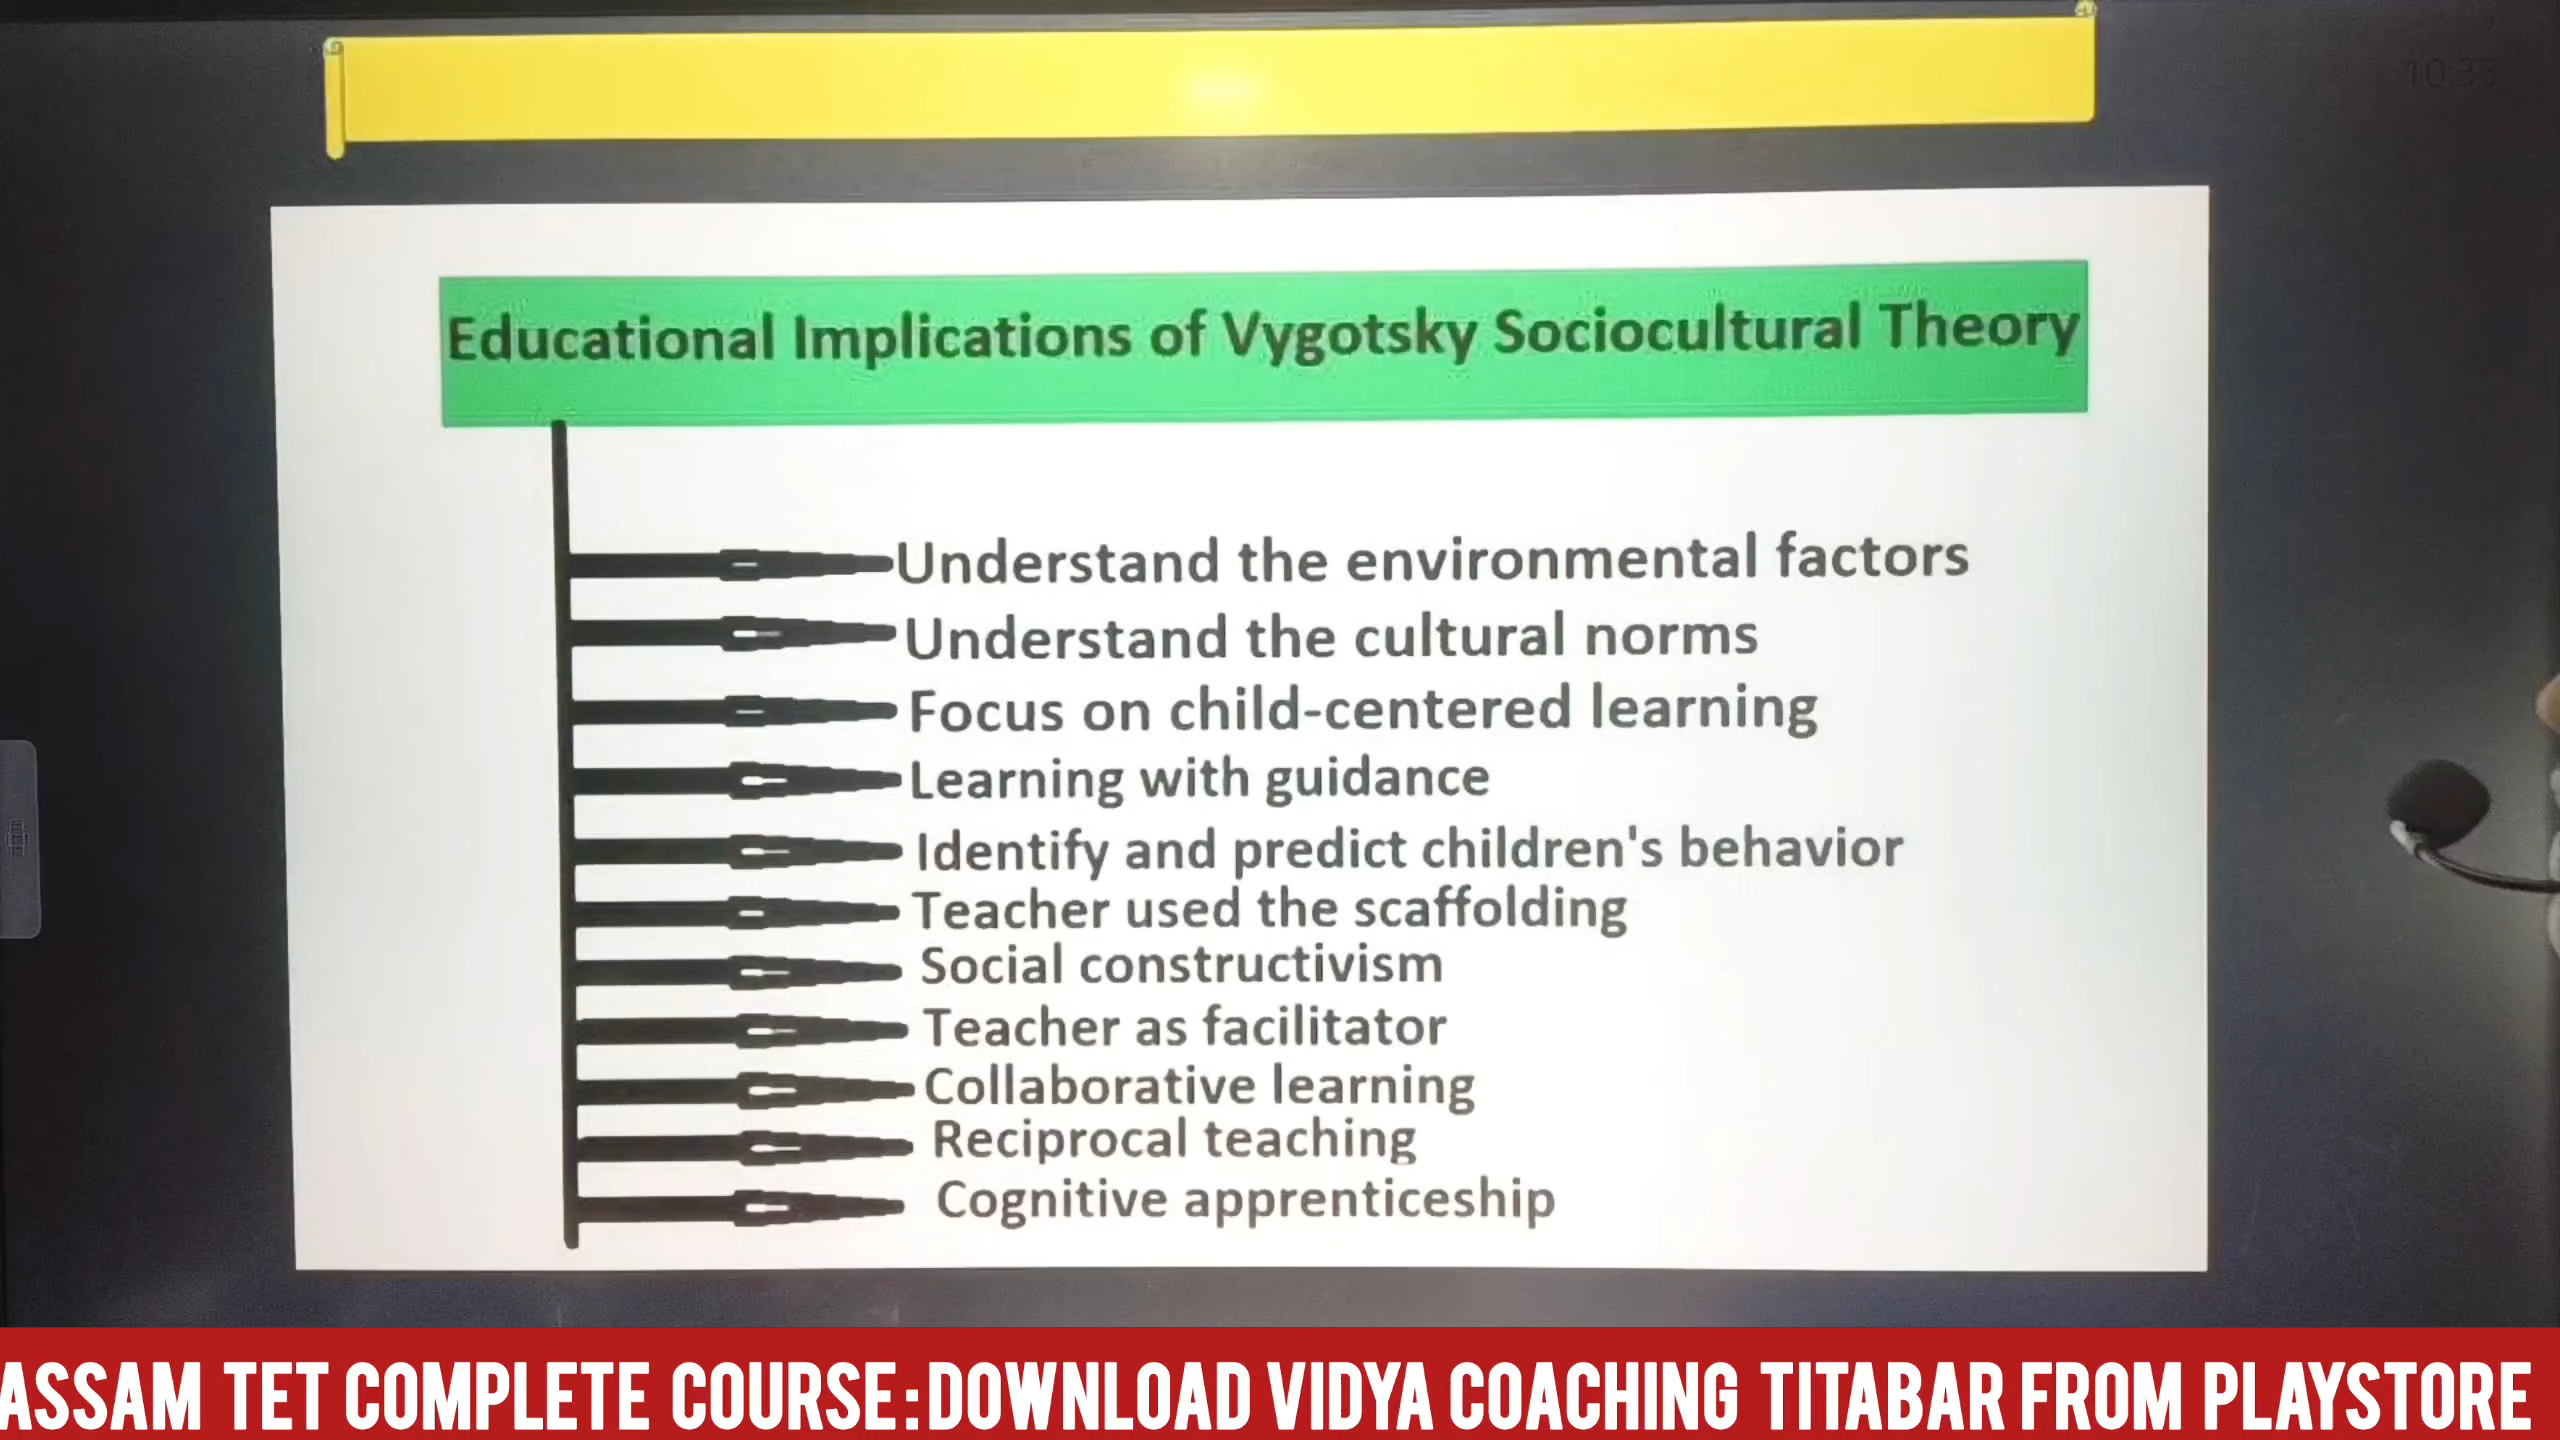 10:33
Educational Implications of Vygotsky Sociocultural Theory
Understand the environmental factors
Understand the cultural norms
Focus on child-centered learning
Learning with guidance
Identify and predict children's behavior
Teacher used the scaffolding
Social constructivism
Teacher as facilitator
Collaborative learning
Reciprocal teaching
Cognitive apprenticeship
ASSAM TET COMPLETE COURSE:DOWNLOAD VIDYA COACHING TITABAR FROM PLAYSTORE